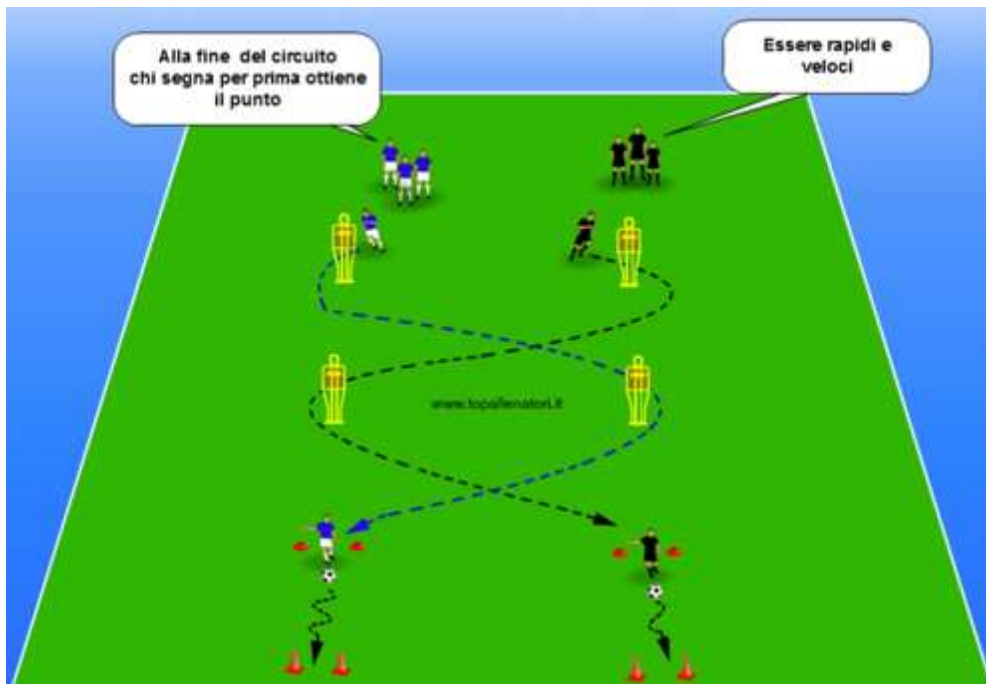 Alla fine del circuito
chi segna per prima ottiene
il punto
Essere rapidi e
veloci
www.topallenatori.it